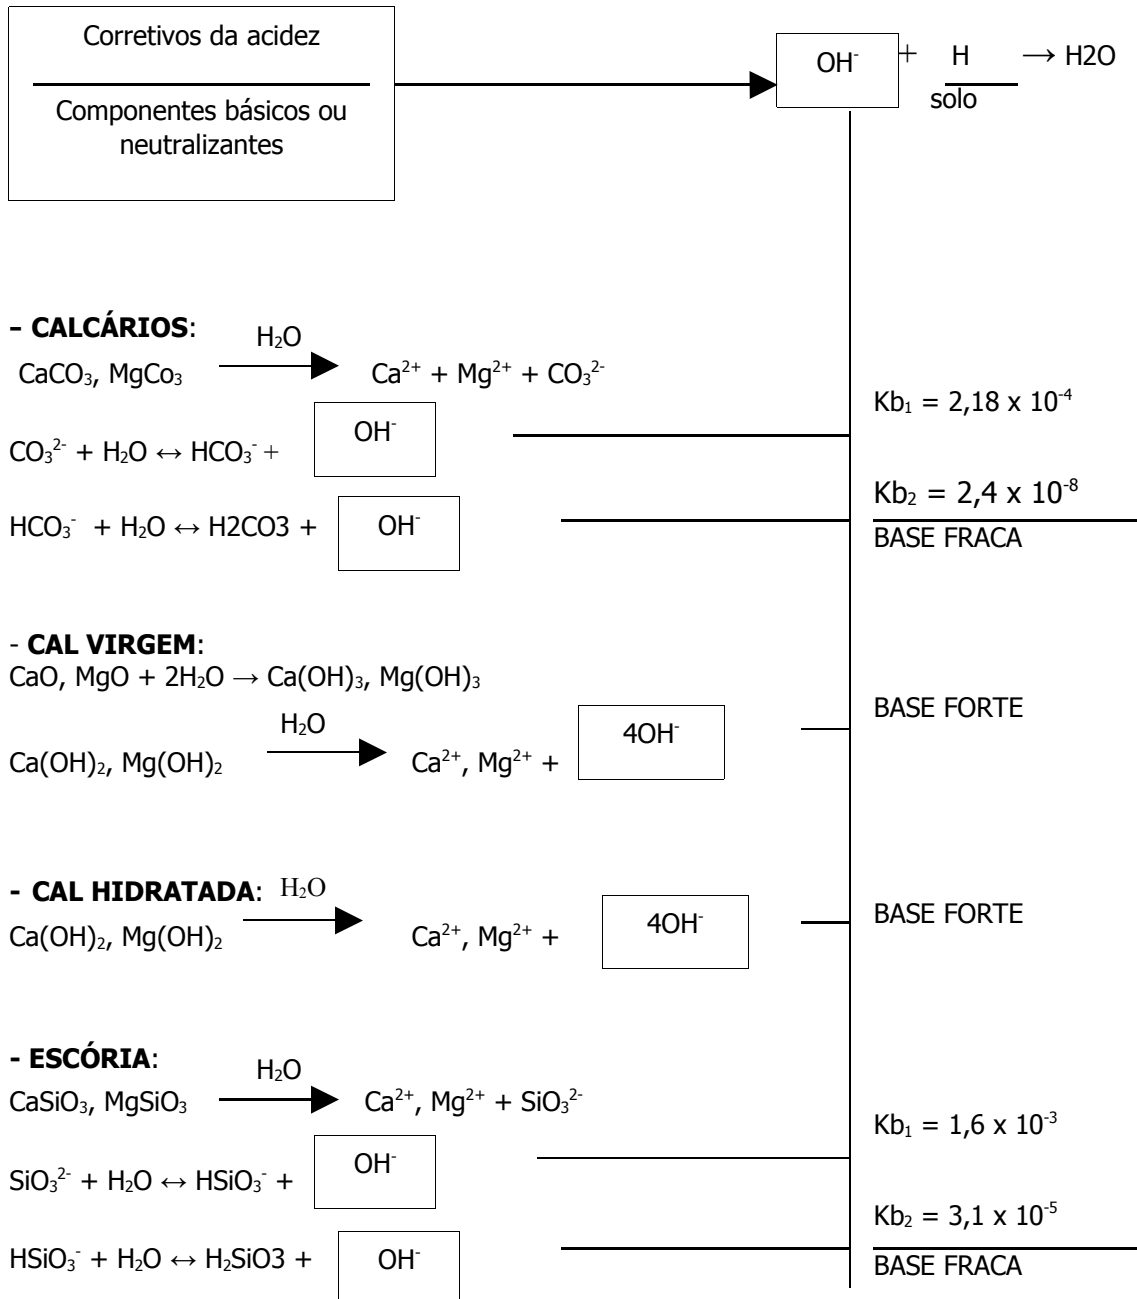 Corretivos da acidez
Componentes básicos ou
neutralizantes
OH⁻ + H → H2O
solo
– CALCÁRIOS:
H₂O
CaCO₃, MgCo₃ Ca²⁺ + Mg²⁺ + CO₃²⁻
Kb₁ = 2,18 x 10⁻⁴
CO₃²⁻ + H₂O ↔ HCO₃⁻ + OH⁻
Kb₂ = 2,4 x 10⁻⁸
HCO₃⁻ + H₂O ↔ H2CO3 + OH⁻
BASE FRACA
- CAL VIRGEM:
CaO, MgO + 2H₂O → Ca(OH)₃, Mg(OH)₃
BASE FORTE
H₂O
Ca(OH)₂, Mg(OH)₂ Ca²⁺, Mg²⁺ + 4OH⁻
- CAL HIDRATADA: H₂O
Ca(OH)₂, Mg(OH)₂ Ca²⁺, Mg²⁺ + 4OH⁻
BASE FORTE
- ESCÓRIA:
H₂O
CaSiO₃, MgSiO₃ Ca²⁺, Mg²⁺ + SiO₃²⁻
Kb₁ = 1,6 x 10⁻³
SiO₃²⁻ + H₂O ↔ HSiO₃⁻ + OH⁻
Kb₂ = 3,1 x 10⁻⁵
HSiO₃⁻ + H₂O ↔ H₂SiO3 + OH⁻
BASE FRACA